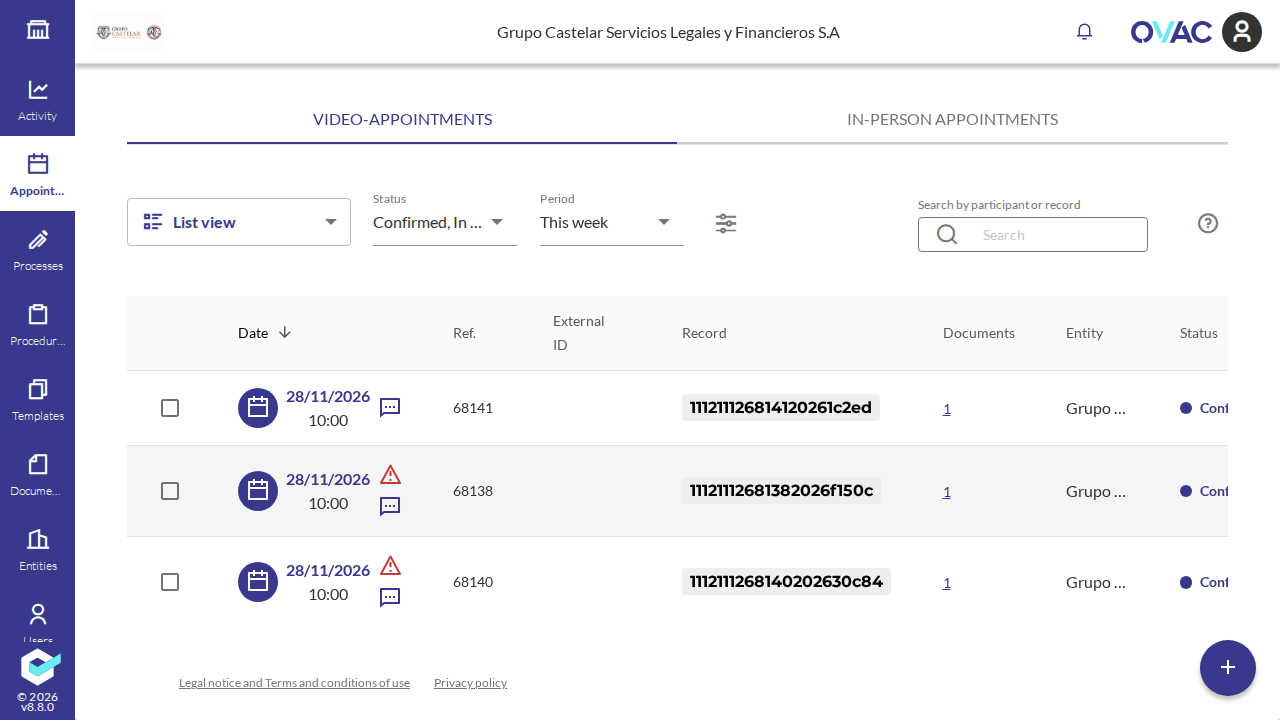 GRUPO
CASTELAR
Grupo Castelar Servicios Legales y Financieros S.A
OVAC
Activity
Appoint...
Processes
Procedur...
Templates
Docume...
Entities
Users
© 2026
v8.8.0
VIDEO-APPOINTMENTS
IN-PERSON APPOINTMENTS
List view
Status
Confirmed, In ...
Period
This week
Search by participant or record
Search
Date
Ref.
External
ID
Record
Documents
Entity
Status
28/11/2026
10:00
68141
111211126814120261c2ed
1
Grupo ...
Conf
28/11/2026
10:00
68138
11121112681382026f150c
1
Grupo ...
Conf
28/11/2026
10:00
68140
1112111268140202630c84
1
Grupo ...
Conf
Legal notice and Terms and conditions of use
Privacy policy